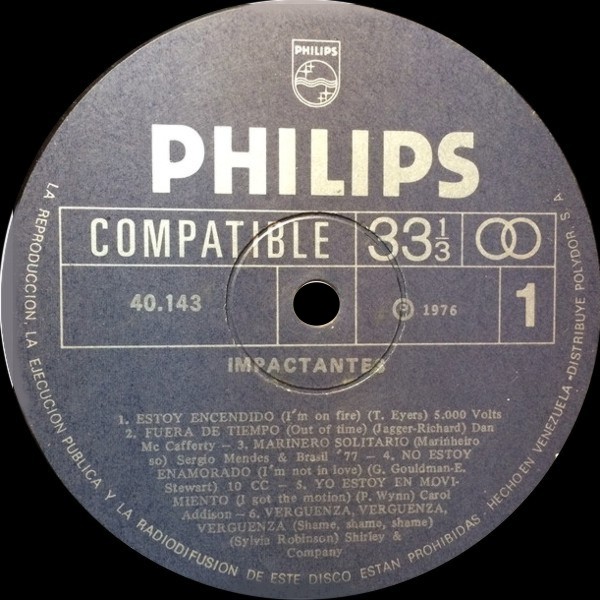 PHILIPS
PHILIPS
COMPATIBLE 33⅓
40.143 Ⓟ 1976 1
IMPACTANTES
1. ESTOY ENCENDIDO (I'm on fire) (T. Eyers) 5.000 Volts
2. FUERA DE TIEMPO (Out of time) (Jagger-Richard) Dan
Mc Cafferty — 3. MARINERO SOLITARIO (Marinheiro
so) Sergio Mendes & Brasil '77 — 4. NO ESTOY
ENAMORADO (I'm not in love) (G. Gouldman-E.
Stewart) 10 CC — 5. YO ESTOY EN MOVI-
MIENTO (I got the motion) (P. Wynn) Carol
Addison — 6. VERGUENZA, VERGUENZA,
VERGUENZA (Shame, shame, shame)
(Sylvia Robinson) Shirley &
Company
LA REPRODUCCION, LA EJECUCION PUBLICA Y LA RADIODIFUSION DE ESTE DISCO ESTAN PROHIBIDAS. HECHO EN VENEZUELA • DISTRIBUYE POLYDOR S.A.